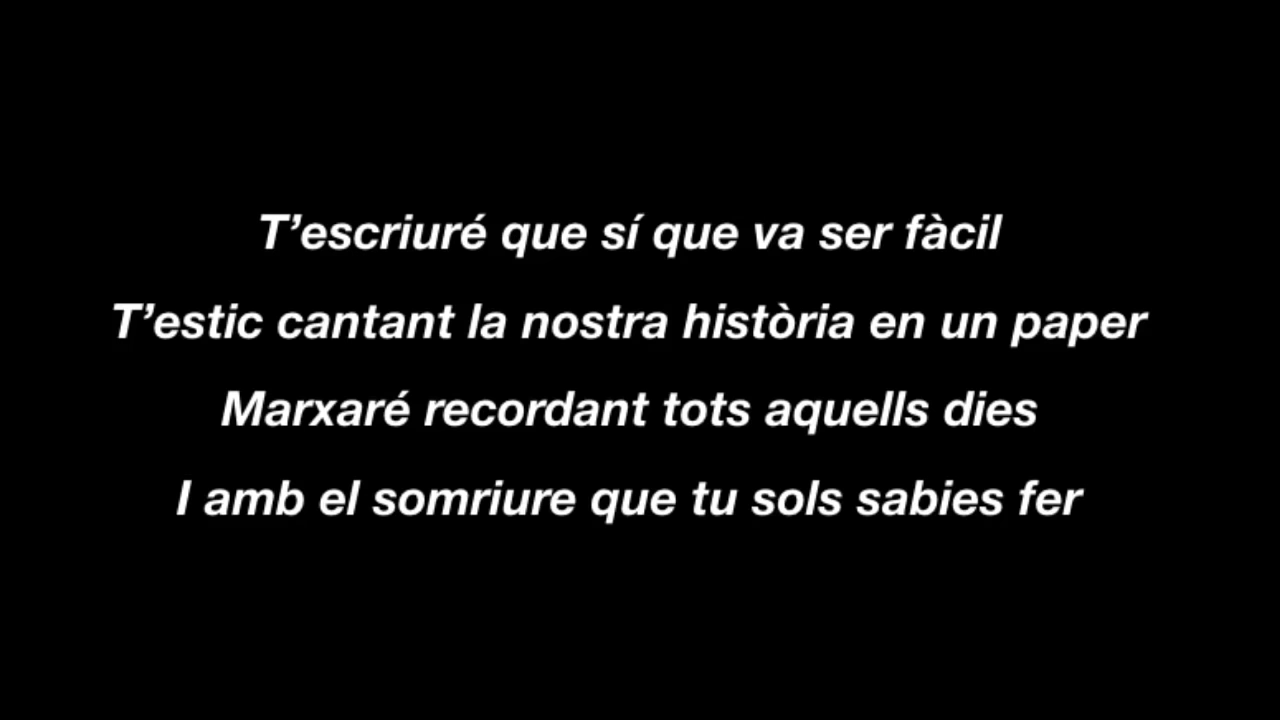 T’escriuré que sí que va ser fàcil
T’estic cantant la nostra història en un paper
Marxaré recordant tots aquells dies
I amb el somriure que tu sols sabies fer